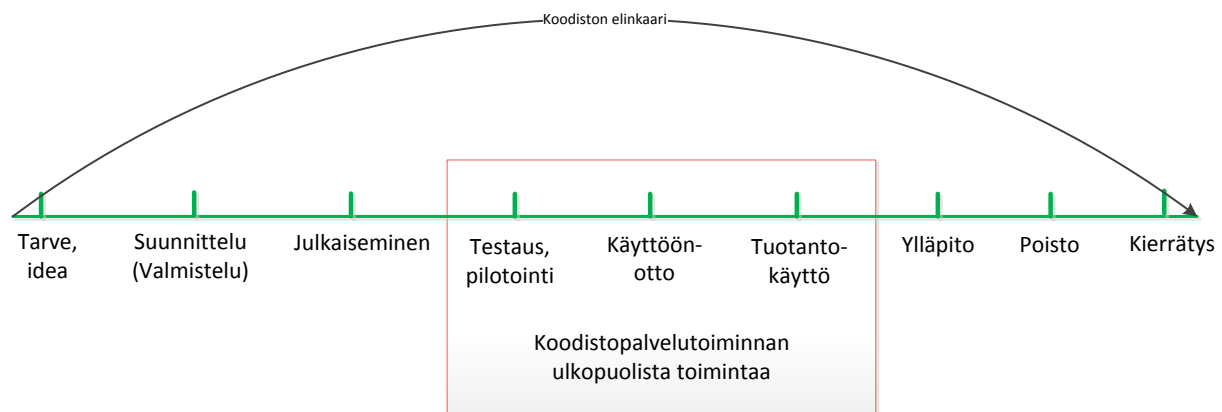 Koodiston elinkaari
Tarve,
idea
Suunnittelu
(Valmistelu)
Julkaiseminen
Testaus,
pilotointi
Käyttöön-
otto
Tuotanto-
käyttö
Ylläpito
Poisto
Kierrätys
Koodistopalvelutoiminnan
ulkopuolista toimintaa